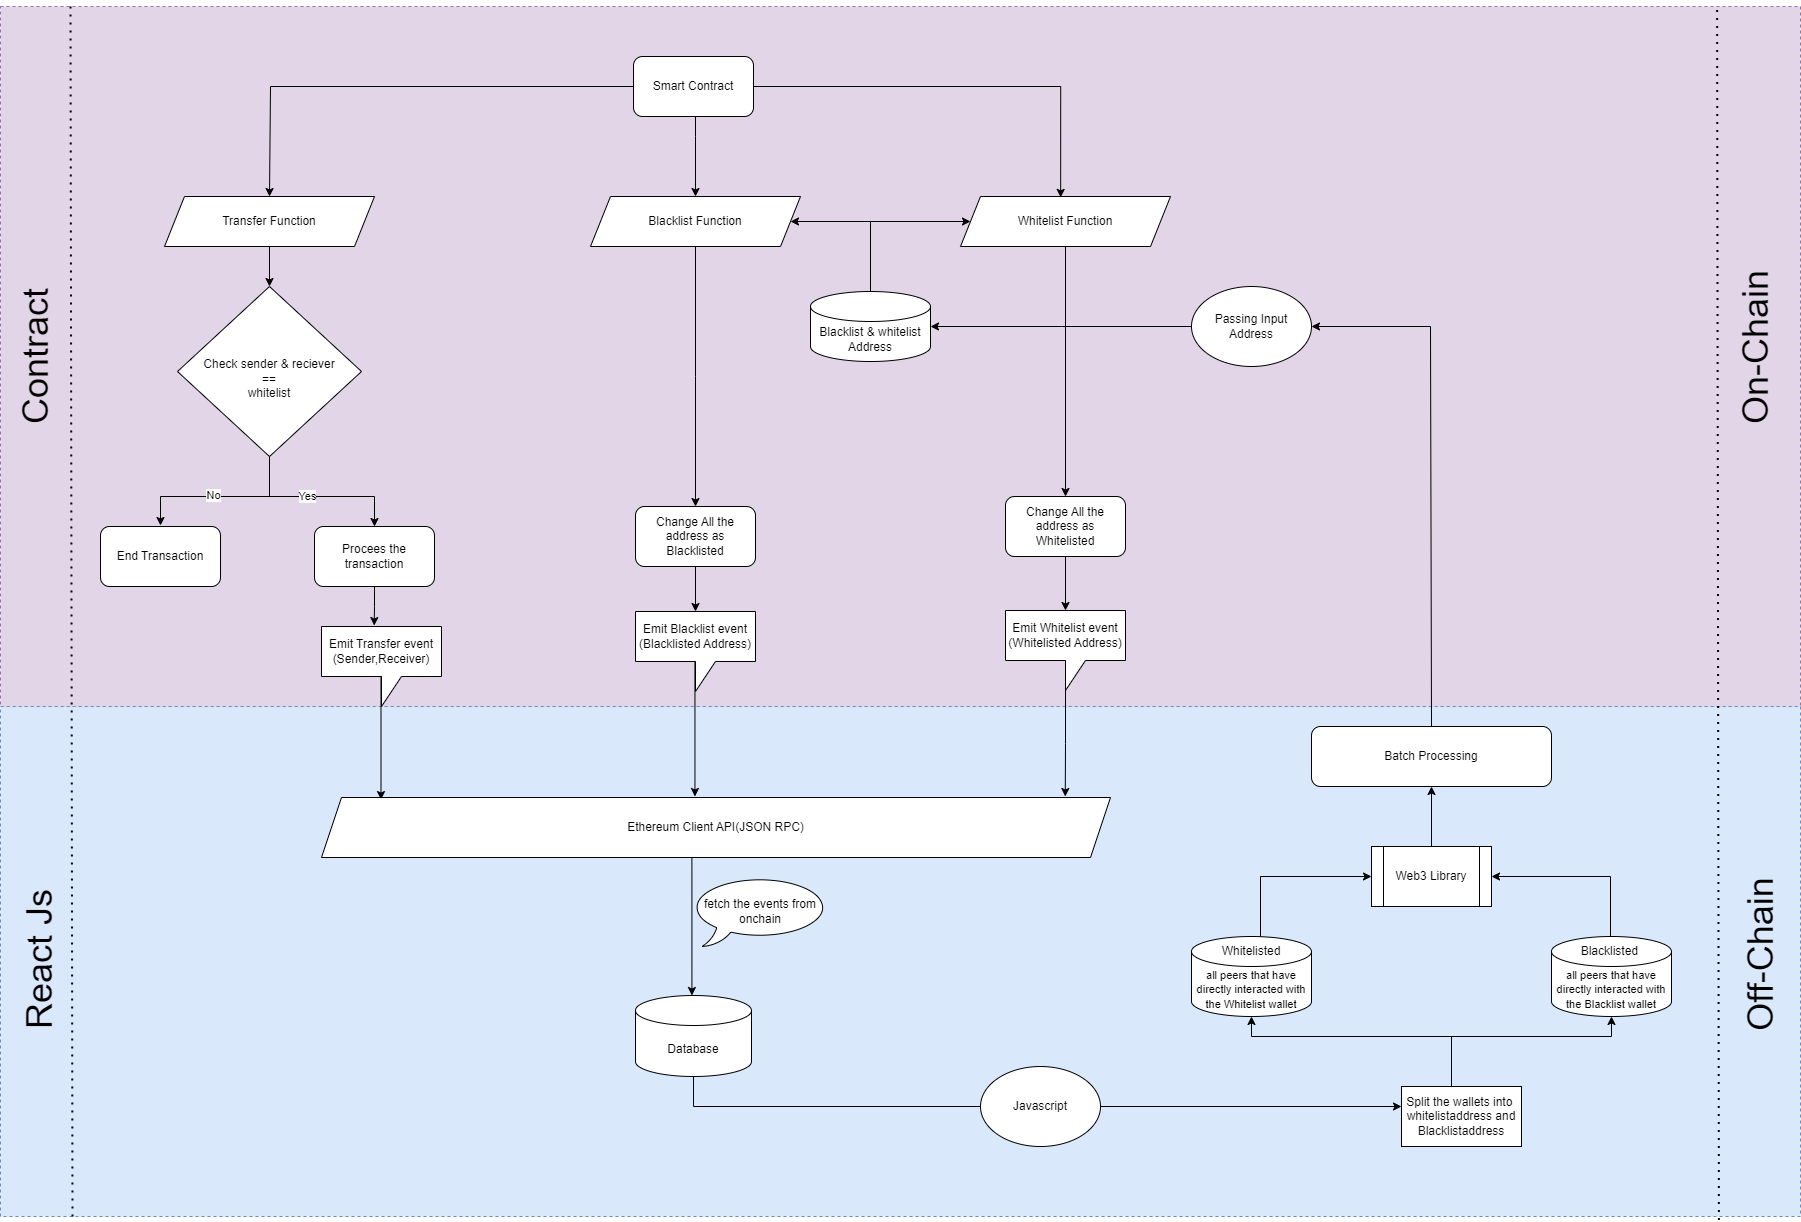 Smart Contract
Transfer Function
Blacklist Function
Whitelist Function
Contract
On-Chain
Check sender & reciever
==
whitelist
Blacklist & whitelist
Address
Passing Input
Address
No
Yes
End Transaction
Procees the
transaction
Change All the
address as
Blacklisted
Change All the
address as
Whitelisted
Emit Transfer event
(Sender,Receiver)
Emit Blacklist event
(Blacklisted Address)
Emit Whitelist event
(Whitelisted Address)
React Js
Off-Chain
Batch Processing
Ethereum Client API(JSON RPC)
Web3 Library
fetch the events from
onchain
Whitelisted
all peers that have
directly interacted with
the Whitelist wallet
Blacklisted
all peers that have
directly interacted with
the Blacklist wallet
Database
Javascript
Split the wallets into
whitelistaddress and
Blacklistaddress